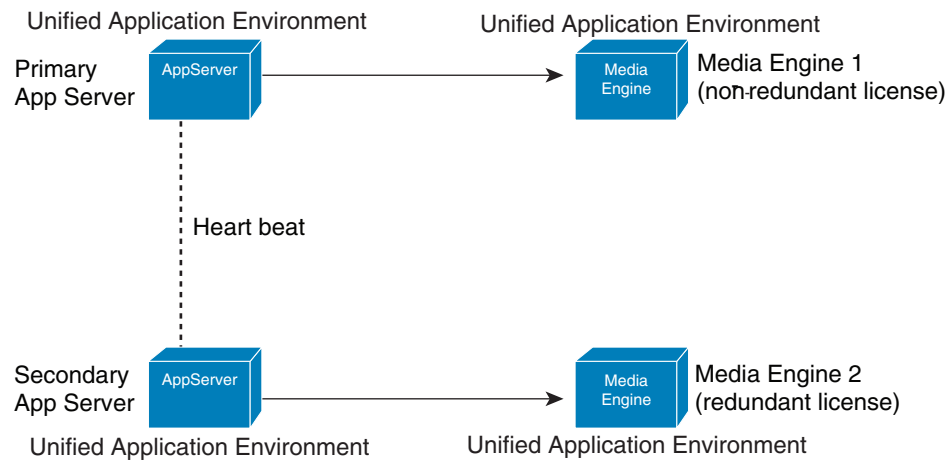 Unified Application Environment
Unified Application Environment
Primary
App Server
AppServer
Media
Engine
Media Engine 1
(non-redundant license)
Heart beat
Secondary
App Server
AppServer
Media
Engine
Media Engine 2
(redundant license)
Unified Application Environment
Unified Application Environment